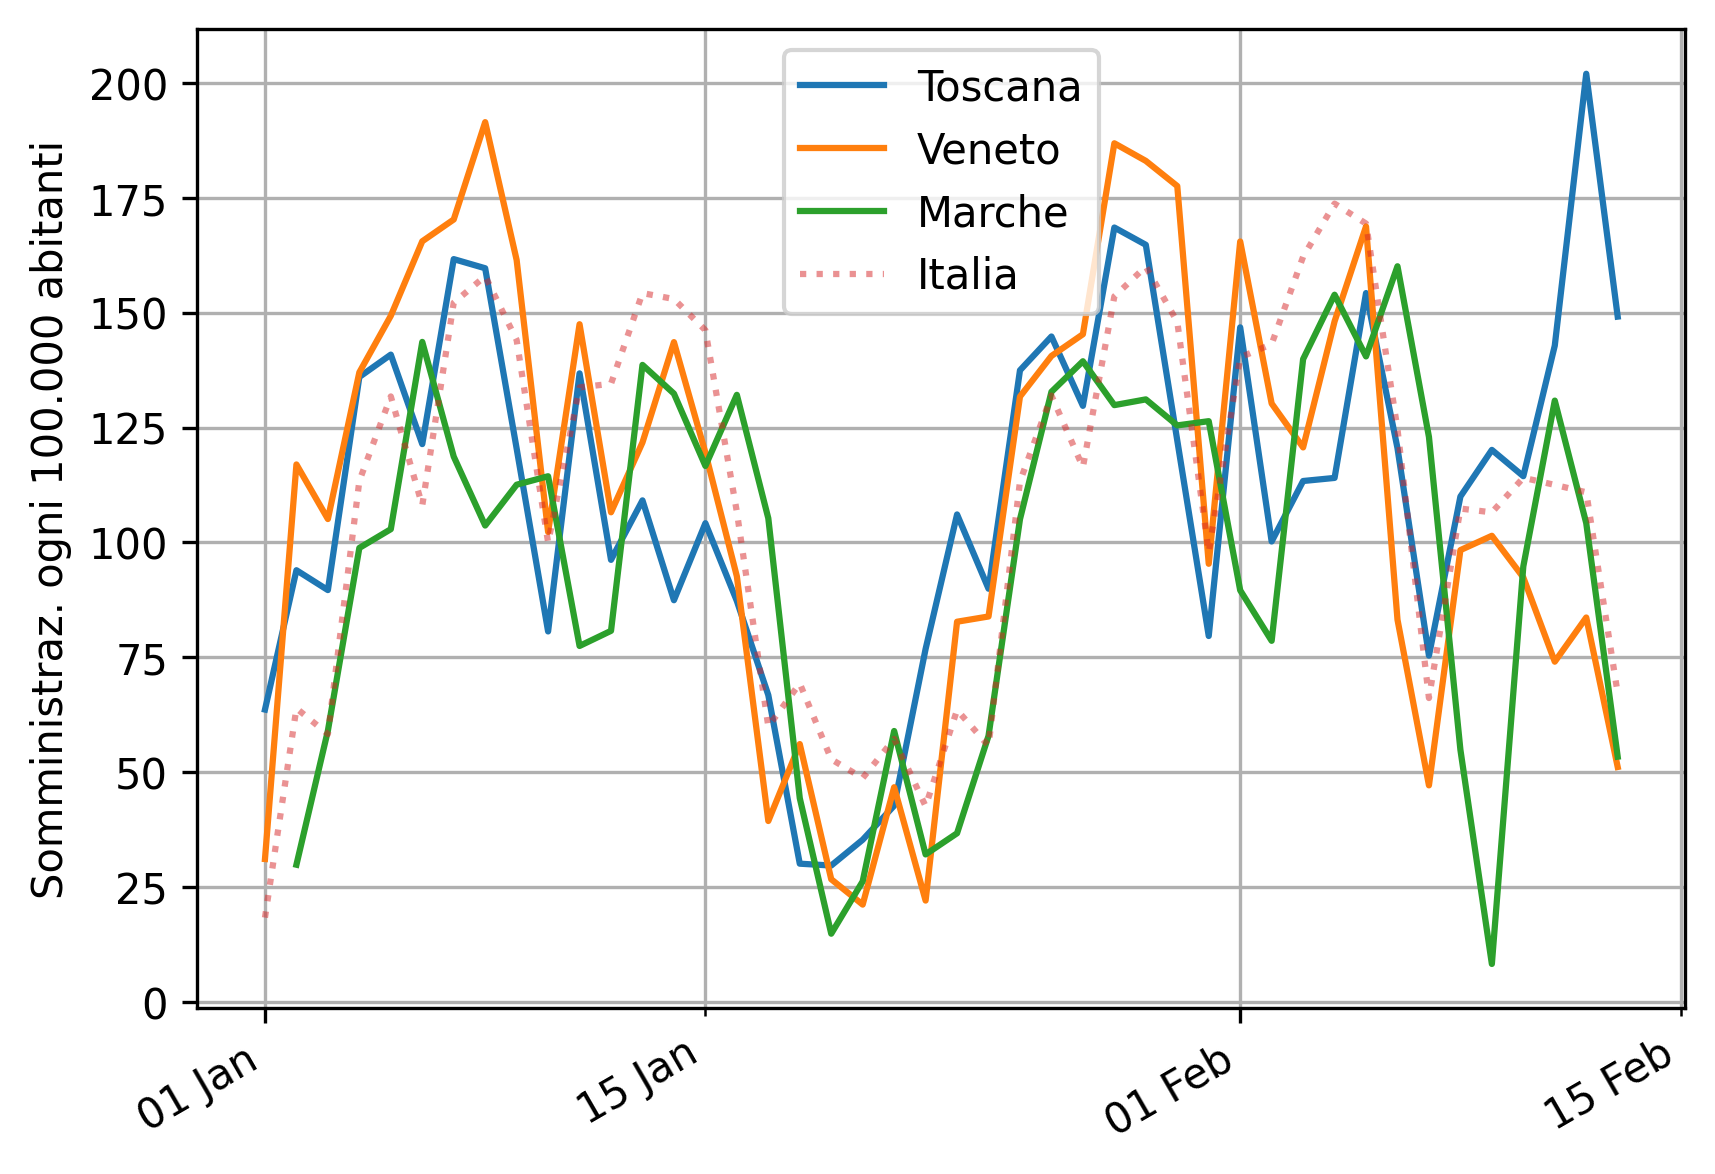 Somministraz. ogni 100.000 abitanti
200
175
150
125
100
75
50
25
0
Toscana
Veneto
Marche
Italia
01 Jan
15 Jan
01 Feb
15 Feb